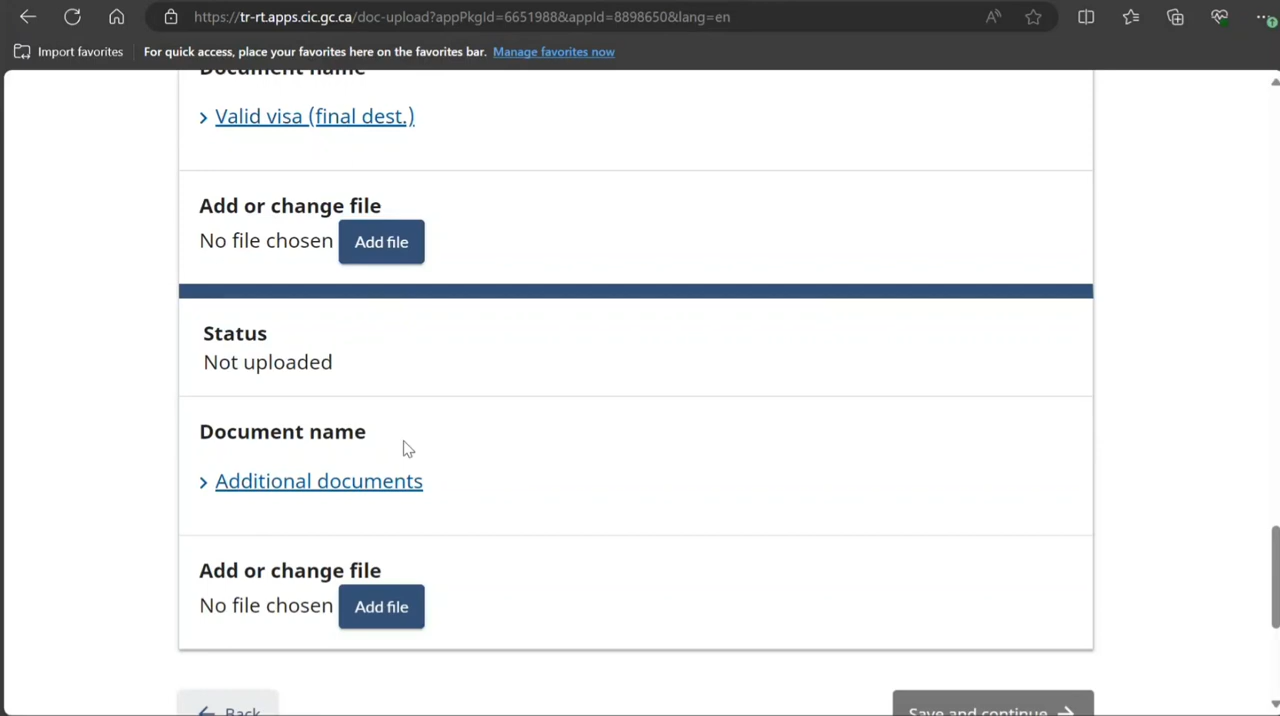 https://tr-rt.apps.cic.gc.ca/doc-upload?appPkgId=6651988&appId=8898650&lang=en
Import favorites For quick access, place your favorites here on the favorites bar. Manage favorites now
Document name
Valid visa (final dest.)
Add or change file
No file chosen Add file
Status
Not uploaded
Document name
Additional documents
Add or change file
No file chosen Add file
Back Save and continue